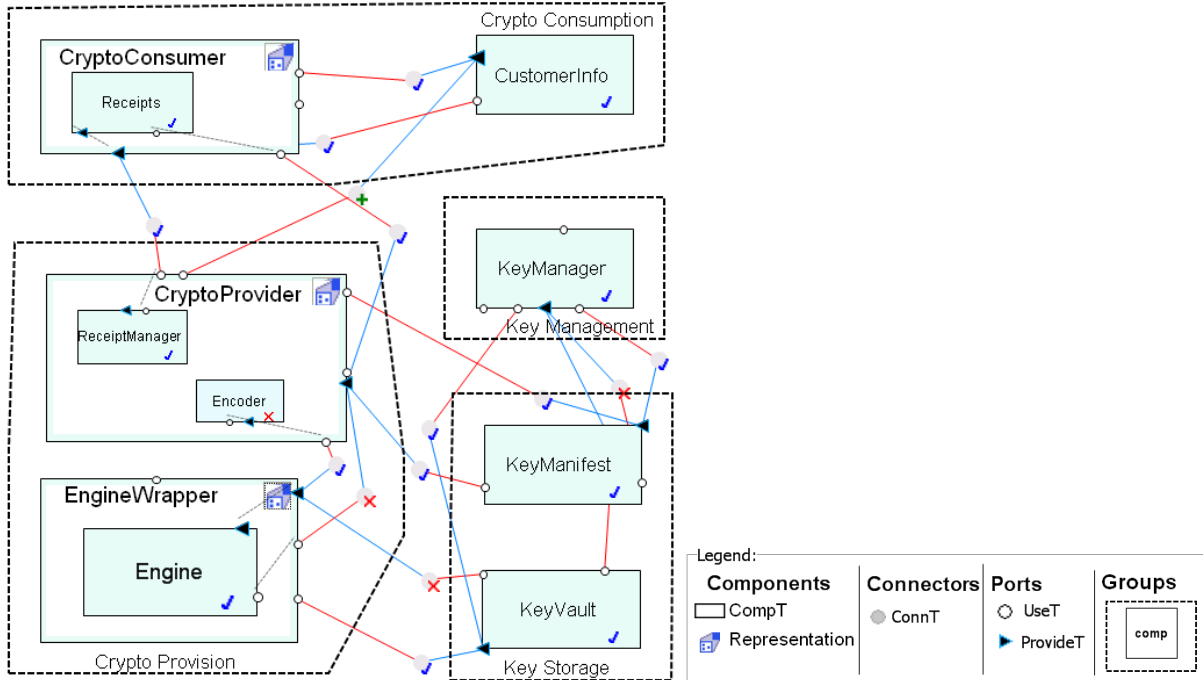 Crypto Consumption
CryptoConsumer
CustomerInfo
Receipts
KeyManager
Key Management
CryptoProvider
ReceiptManager
Encoder
KeyManifest
EngineWrapper
Engine
KeyVault
Crypto Provision
Key Storage
Legend:
Components
CompT
Representation
Connectors
ConnT
Ports
UseT
ProvideT
Groups
comp